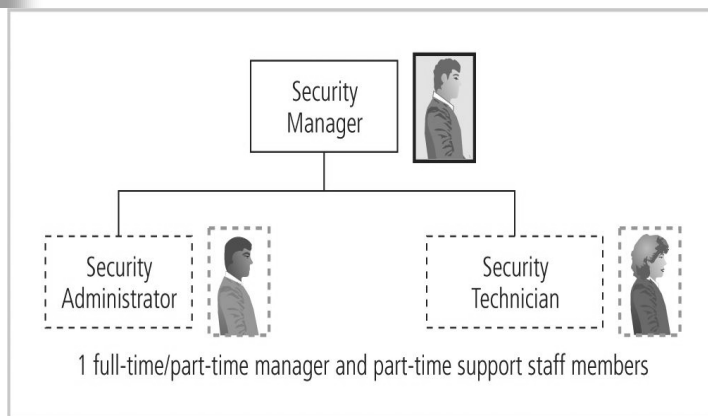 Security
Manager
Security
Administrator
Security
Technician
1 full-time/part-time manager and part-time support staff members